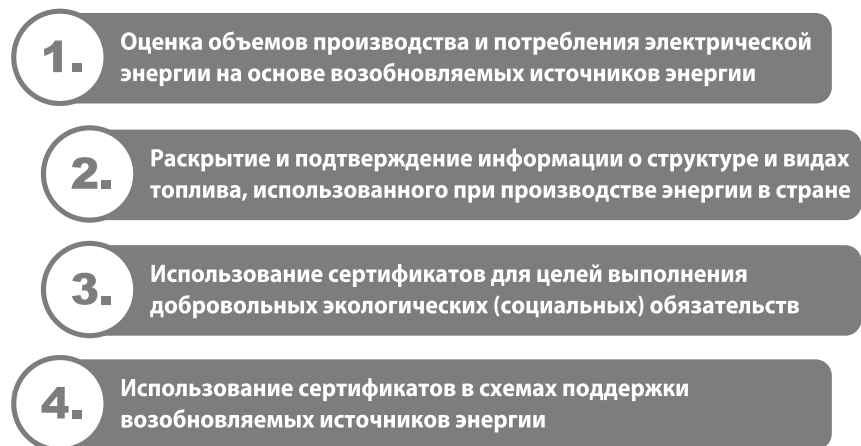 1. Оценка объемов производства и потребления электрической
энергии на основе возобновляемых источников энергии
2. Раскрытие и подтверждение информации о структуре и видах
топлива, использованного при производстве энергии в стране
3. Использование сертификатов для целей выполнения
добровольных экологических (социальных) обязательств
4. Использование сертификатов в схемах поддержки
возобновляемых источников энергии